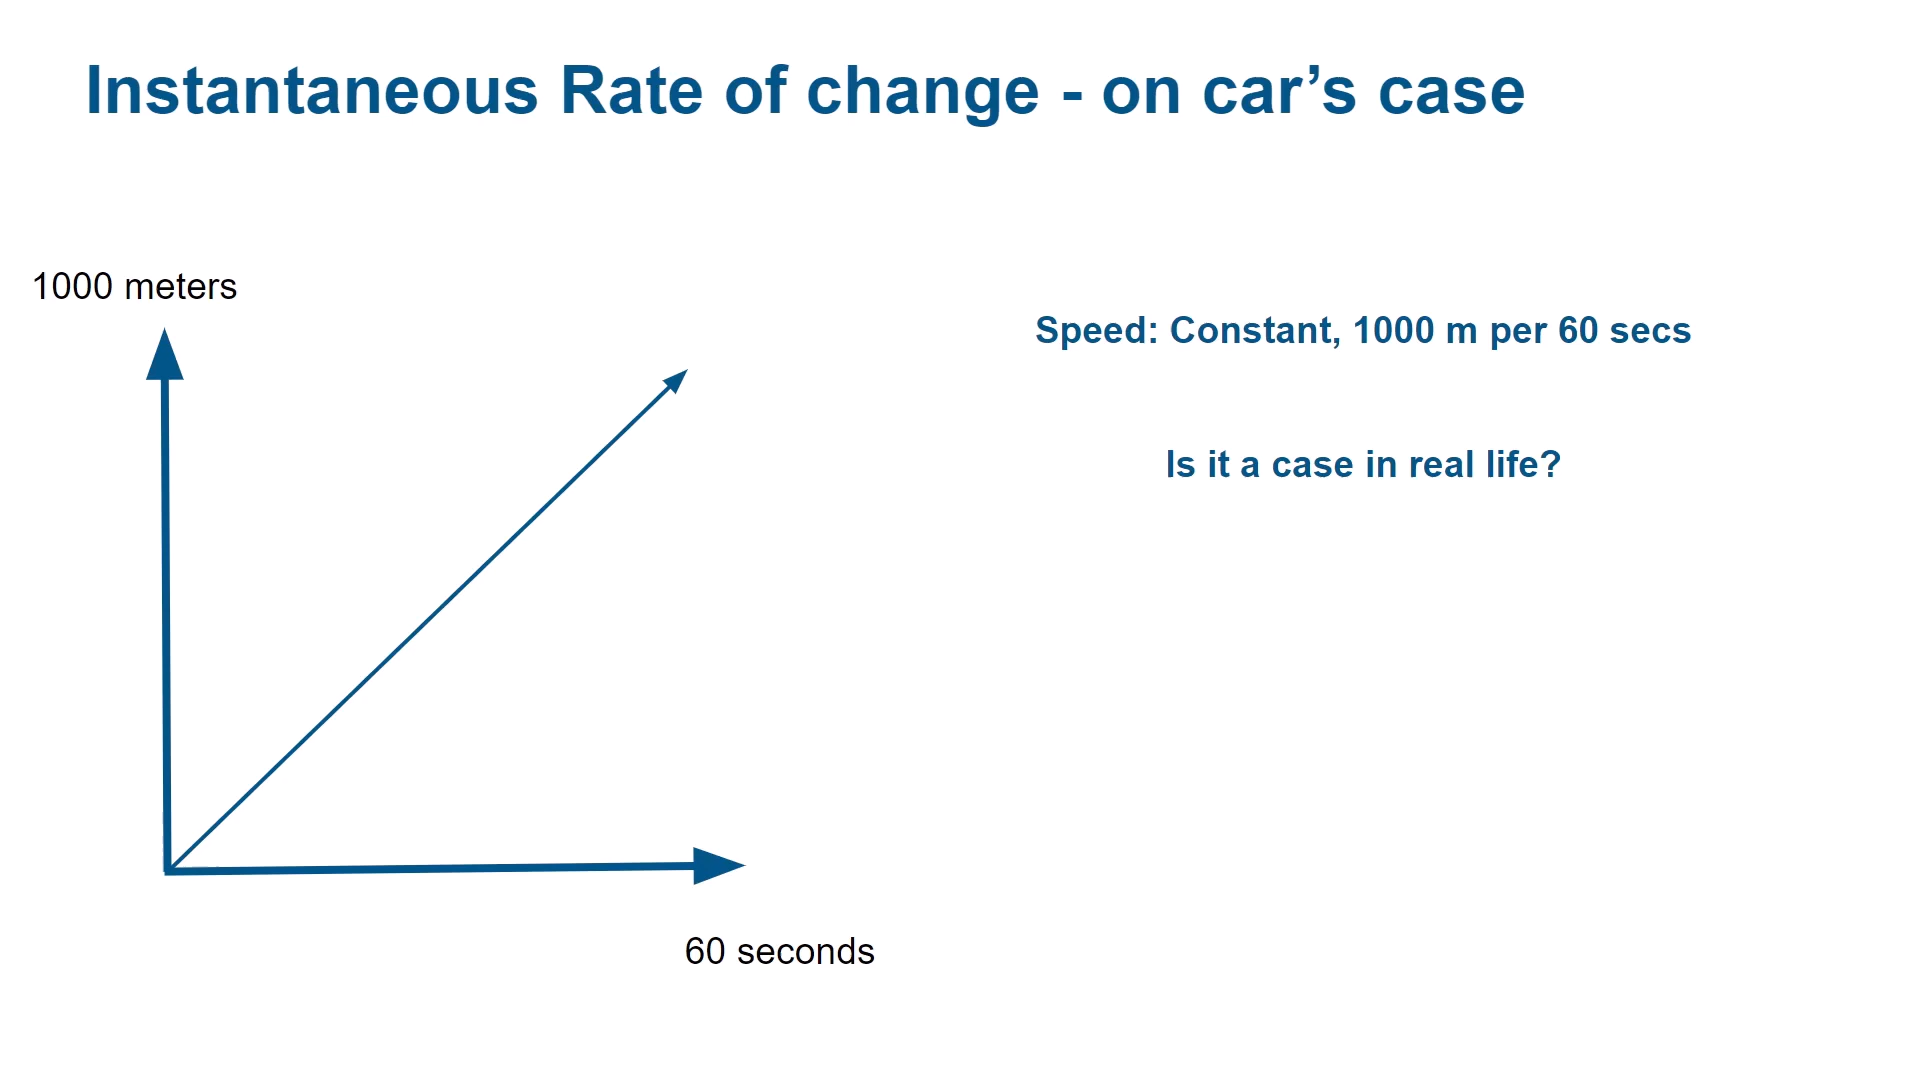 Instantaneous Rate of change - on car’s case
1000 meters
Speed: Constant, 1000 m per 60 secs
Is it a case in real life?
60 seconds